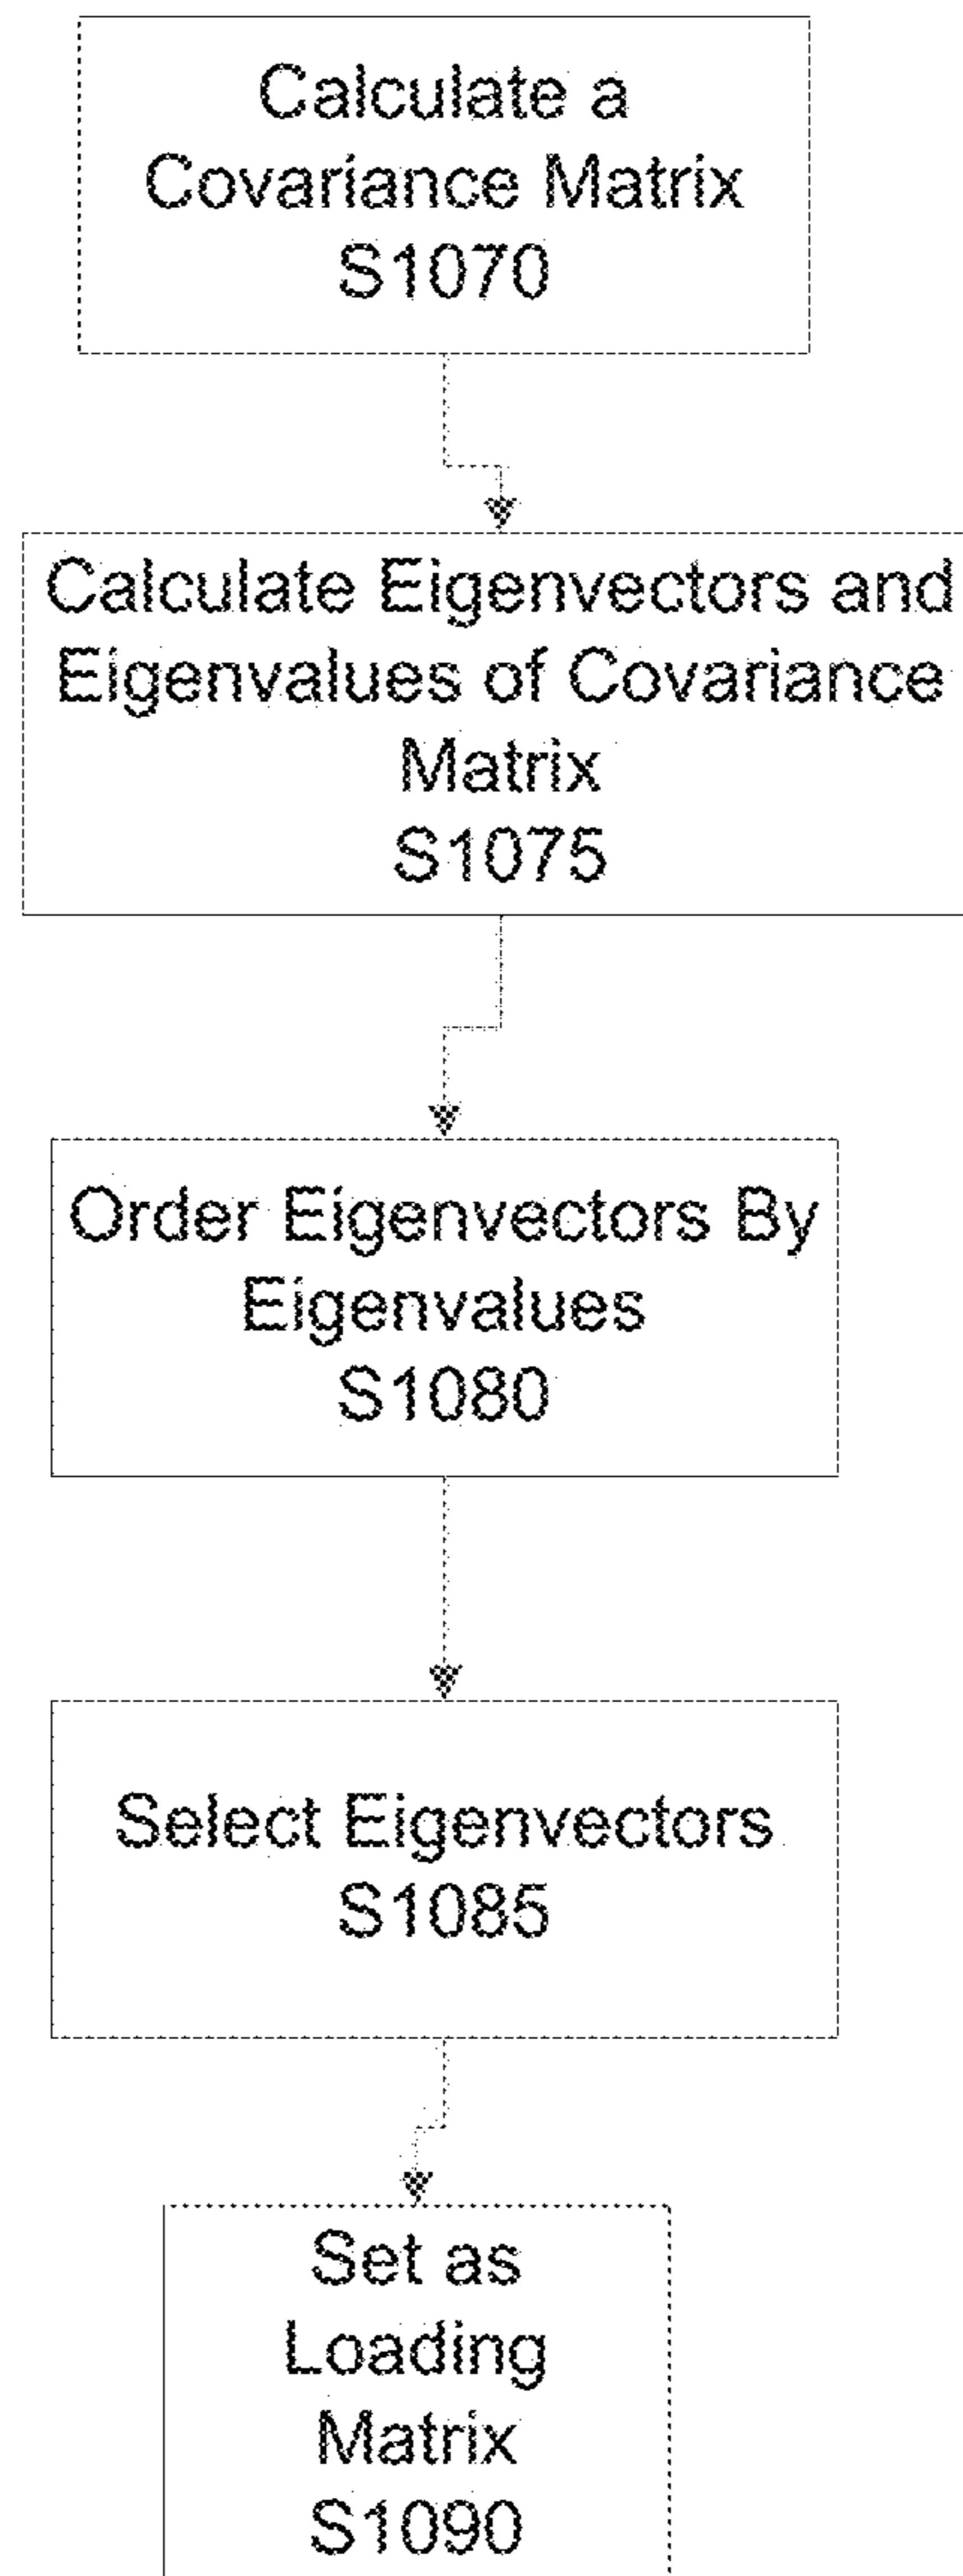 Calculate a
Covariance Matrix
S1070
Calculate Eigenvectors and
Eigenvalues of Covariance
Matrix
S1075
Order Eigenvectors By
Eigenvalues
S1080
Select Eigenvectors
S1085
Set as
Loading
Matrix
S1090